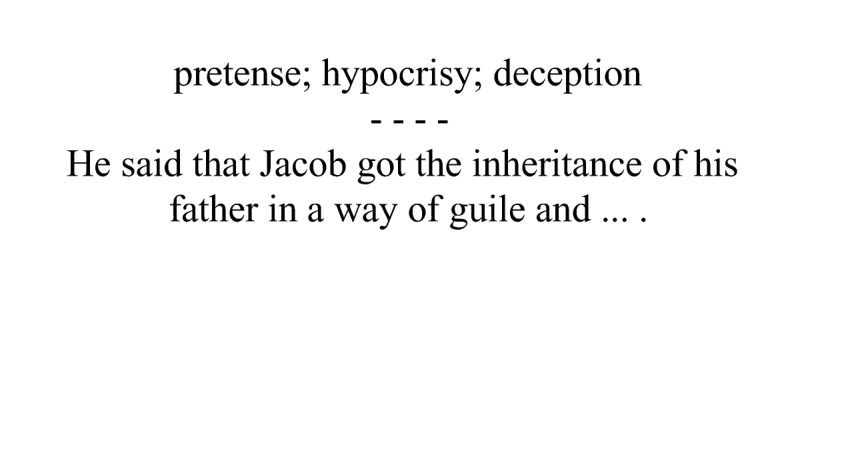 pretense; hypocrisy; deception
- - - -
He said that Jacob got the inheritance of his
father in a way of guile and ... .